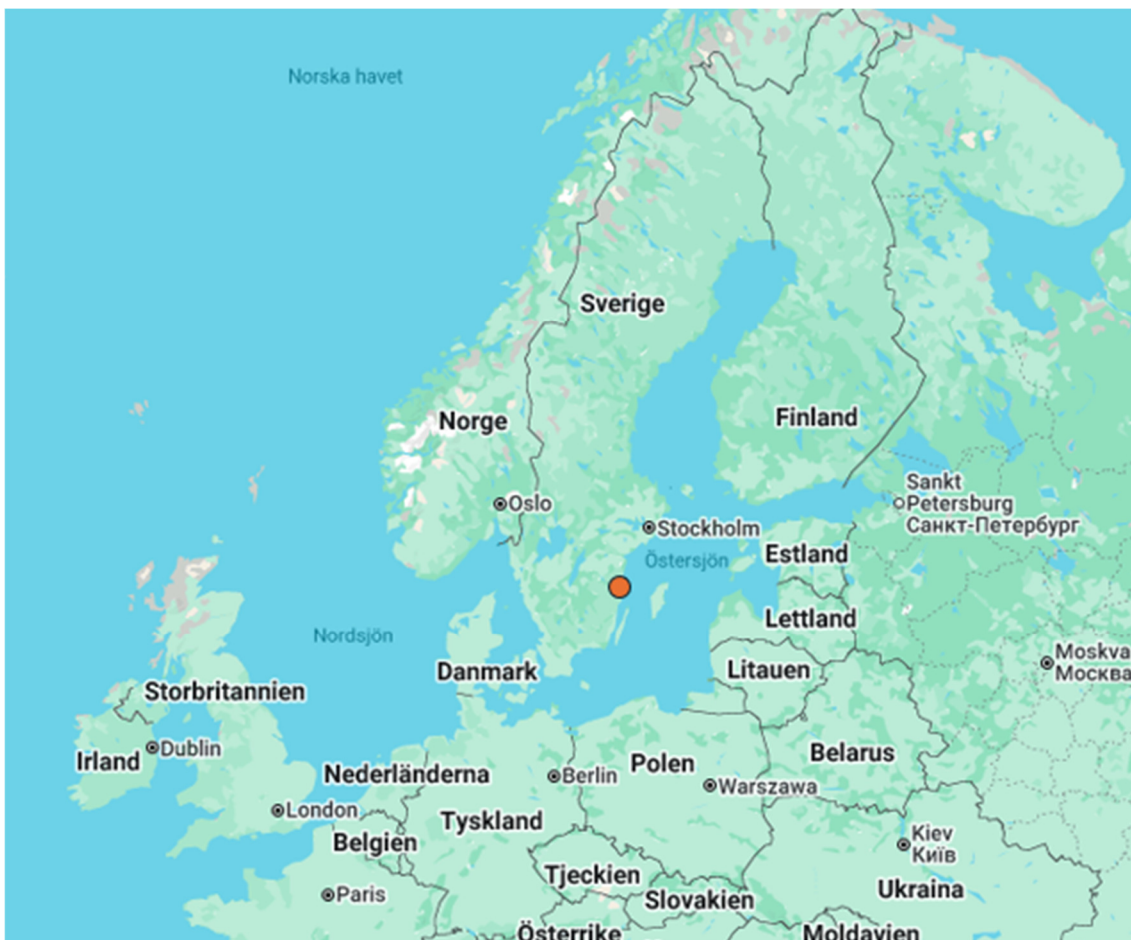 Norska havet
Sverige
Norge
Finland
Oslo
Sankt
Petersburg
Санкт-Петербург
Stockholm
Estland
Östersjön
Lettland
Nordsjön
Moskva
Москва
Danmark
Litauen
Storbritannien
Dublin
Irland
Belarus
Polen
Nederländerna
Berlin
Warszawa
London
Tyskland
Belgien
Kiev
Київ
Tjeckien
Ukraina
Paris
Slovakien
Österrike
Moldavien